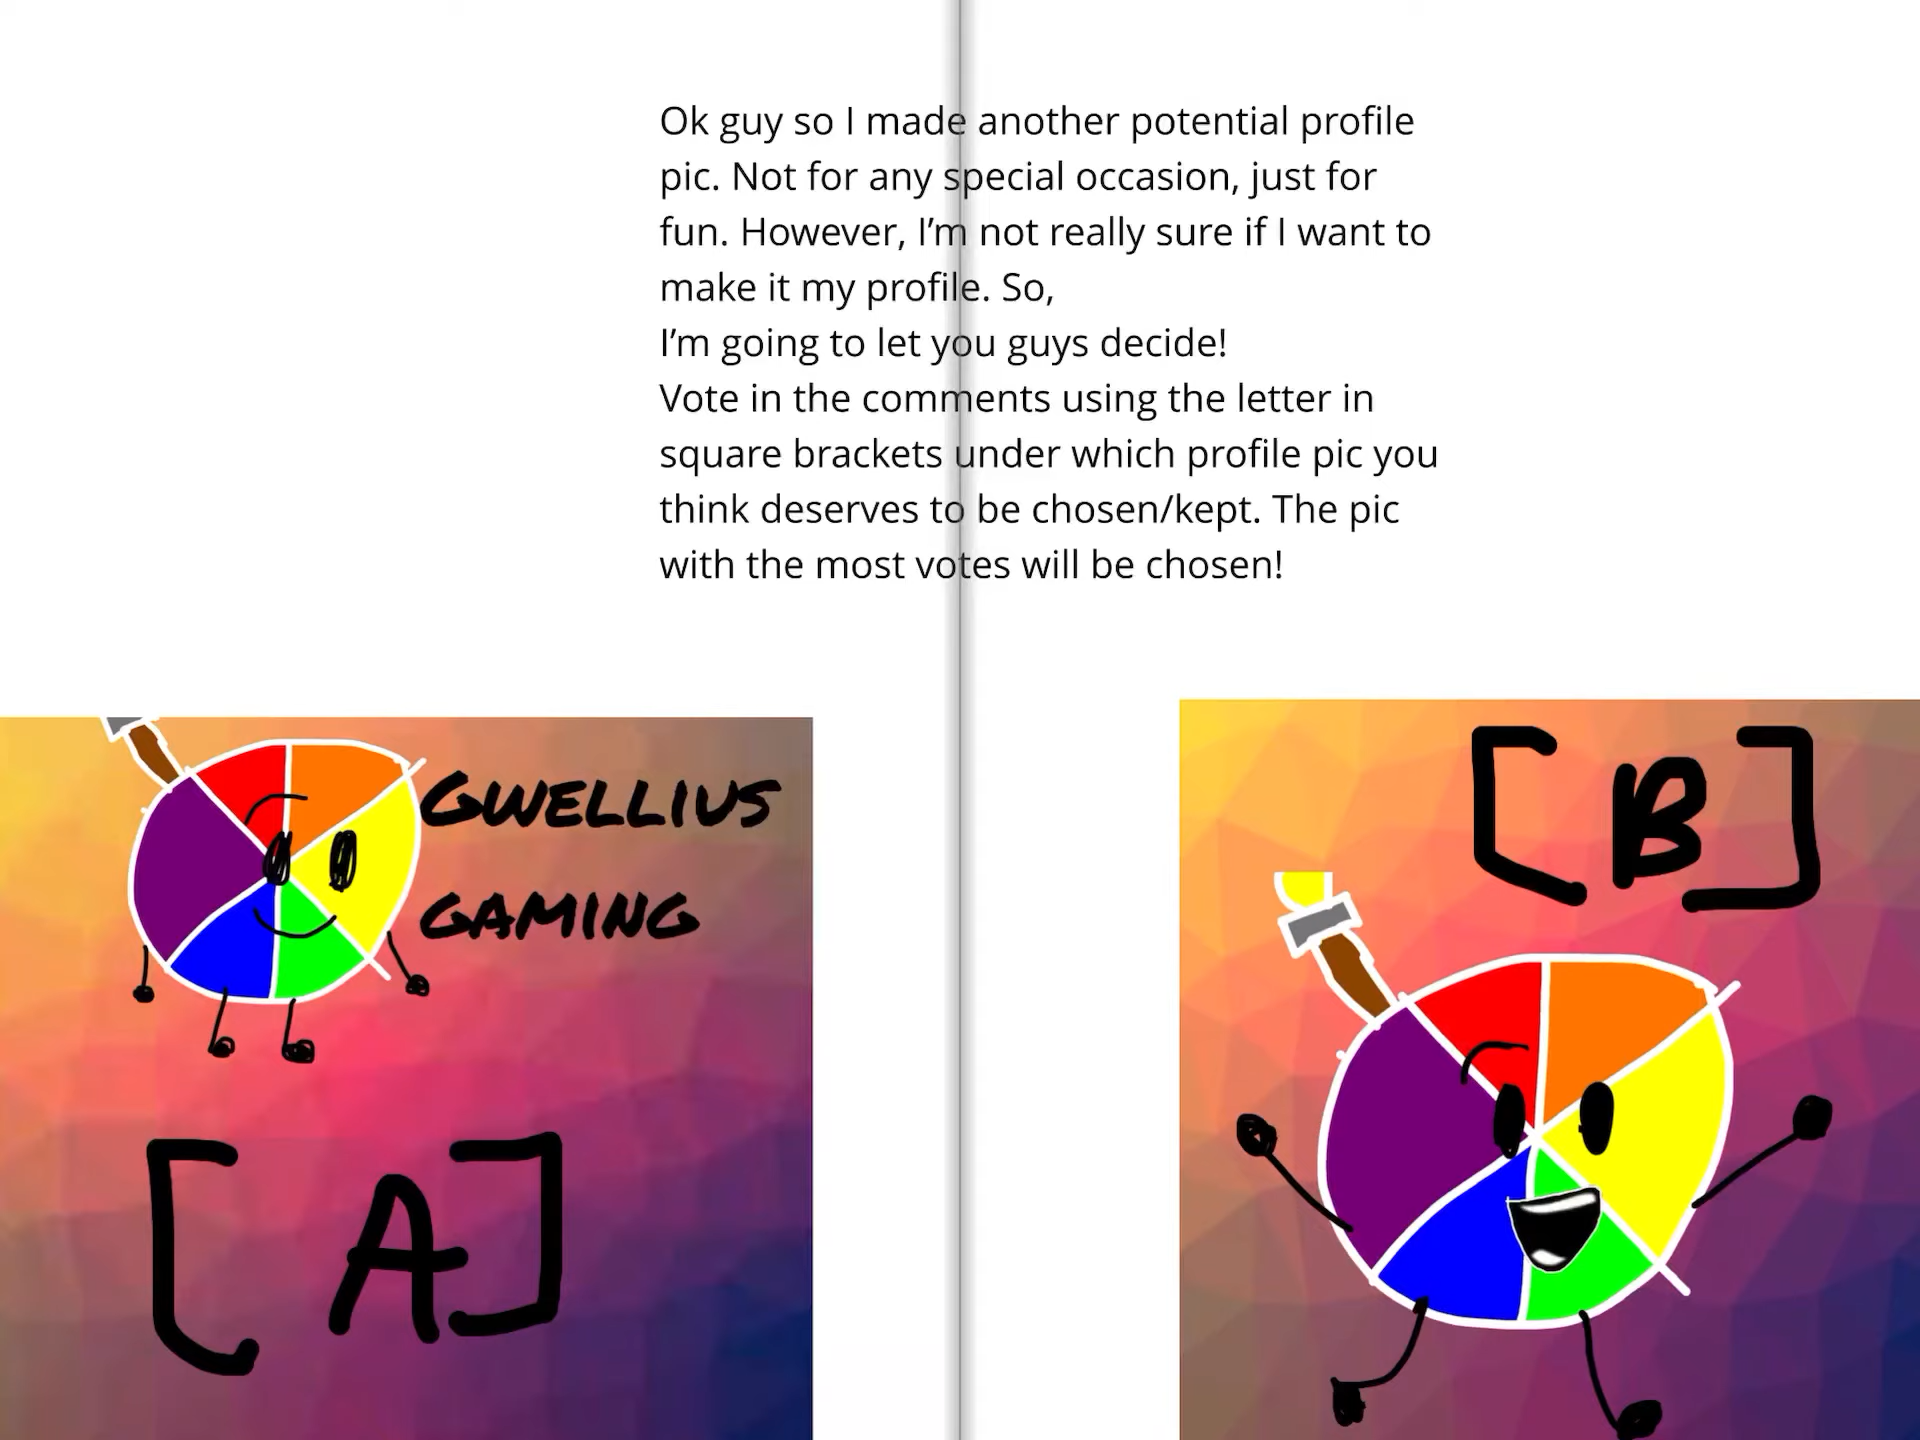 Ok guy so I made another potential profile
pic. Not for any special occasion, just for
fun. However, I’m not really sure if I want to
make it my profile. So,
I’m going to let you guys decide!
Vote in the comments using the letter in
square brackets under which profile pic you
think deserves to be chosen/kept. The pic
with the most votes will be chosen!
GWELLIUS
GAMING
[A]
[B]